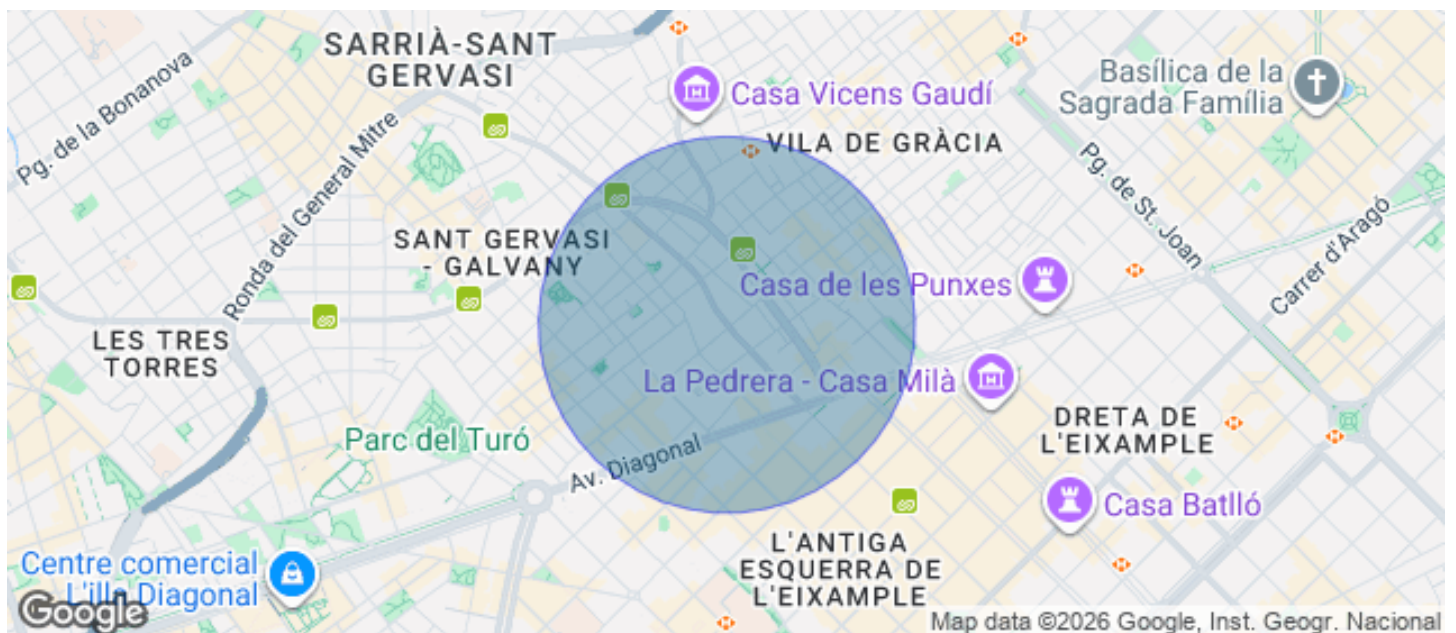 SARRIÀ-SANT
GERVASI
Pg. de la Bonanova
Ronda del General Mitre
Casa Vicens Gaudí
VILA DE GRÀCIA
Basílica de la
Sagrada Família
Pg. de St. Joan
Carrer d'Aragó
SANT GERVASI
- GALVANY
Casa de les Punxes
LES TRES
TORRES
La Pedrera - Casa Milà
Parc del Turó
Av. Diagonal
DRETA DE
L'EIXAMPLE
Casa Batlló
L'ANTIGA
ESQUERRA DE
L'EIXAMPLE
Centre comercial
L'illa Diagonal
Google
Map data ©2026 Google, Inst. Geogr. Nacional